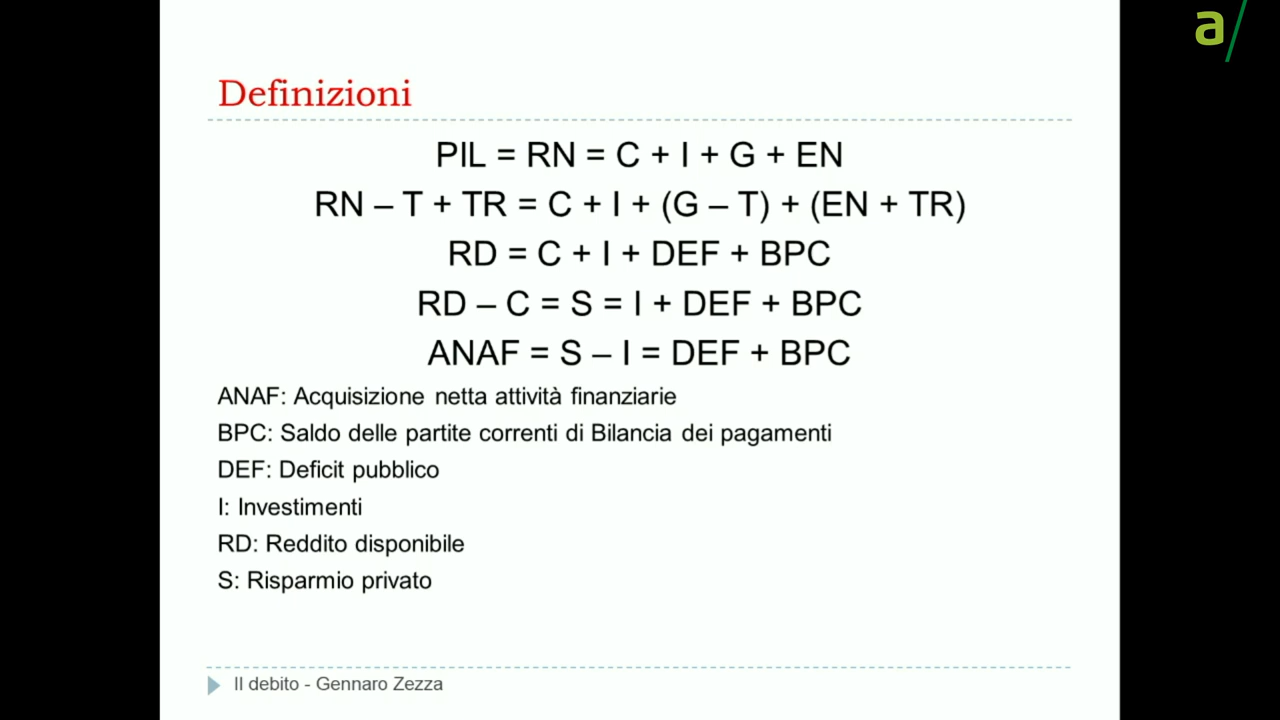 a/
Definizioni
PIL = RN = C + I + G + EN
RN – T + TR = C + I + (G – T) + (EN + TR)
RD = C + I + DEF + BPC
RD – C = S = I + DEF + BPC
ANAF = S – I = DEF + BPC
ANAF: Acquisizione netta attività finanziarie
BPC: Saldo delle partite correnti di Bilancia dei pagamenti
DEF: Deficit pubblico
I: Investimenti
RD: Reddito disponibile
S: Risparmio privato
Il debito - Gennaro Zezza